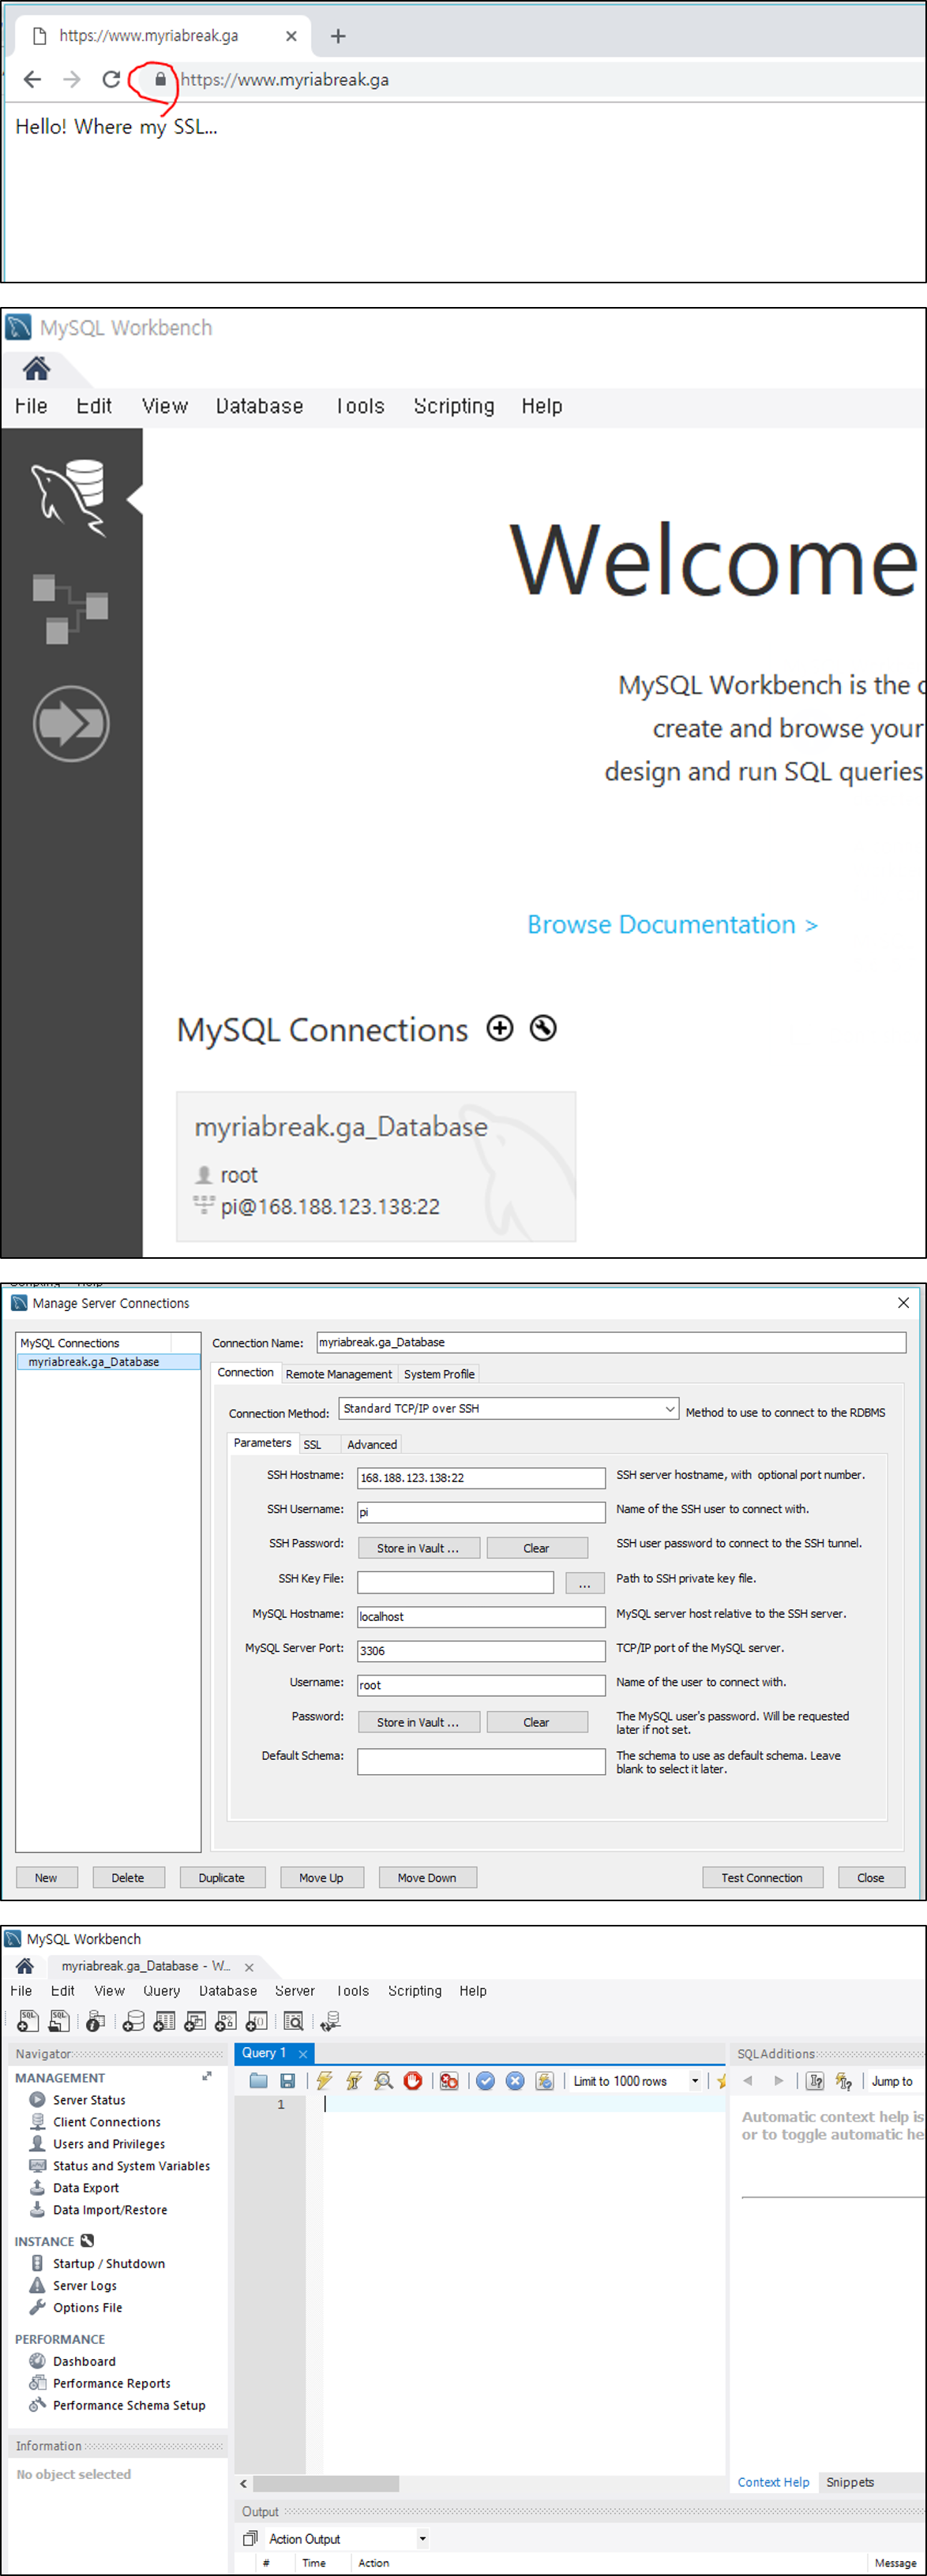 https://www.myriabreak.ga
https://www.myriabreak.ga
Hello! Where my SSL...
MySQL Workbench
File Edit View Database Tools Scripting Help
Welcome
MySQL Workbench is the
create and browse your
design and run SQL queries
Browse Documentation >
MySQL Connections
myriabreak.ga_Database
root
pi@168.188.123.138:22
Manage Server Connections
MySQL Connections
myriabreak.ga_Database
Connection Name: myriabreak.ga_Database
Connection Remote Management System Profile
Connection Method: Standard TCP/IP over SSH Method to use to connect to the RDBMS
Parameters SSL Advanced
SSH Hostname: 168.188.123.138:22 SSH server hostname, with optional port number.
SSH Username: pi Name of the SSH user to connect with.
SSH Password: Store in Vault ... Clear SSH user password to connect to the SSH tunnel.
SSH Key File: ... Path to SSH private key file.
MySQL Hostname: localhost MySQL server host relative to the SSH server.
MySQL Server Port: 3306 TCP/IP port of the MySQL server.
Username: root Name of the user to connect with.
Password: Store in Vault ... Clear The MySQL user's password. Will be requested
later if not set.
Default Schema: The schema to use as default schema. Leave
blank to select it later.
New Delete Duplicate Move Up Move Down Test Connection Close
MySQL Workbench
myriabreak.ga_Database - W...
File Edit View Query Database Server Tools Scripting Help
Navigator
MANAGEMENT
Server Status
Client Connections
Users and Privileges
Status and System Variables
Data Export
Data Import/Restore
INSTANCE
Startup / Shutdown
Server Logs
Options File
PERFORMANCE
Dashboard
Performance Reports
Performance Schema Setup
Information
No object selected
Query 1
Limit to 1000 rows
1
SQLAdditions
Jump to
Automatic context help is
or to toggle automatic he
Context Help Snippets
Output
Action Output
# Time Action Message